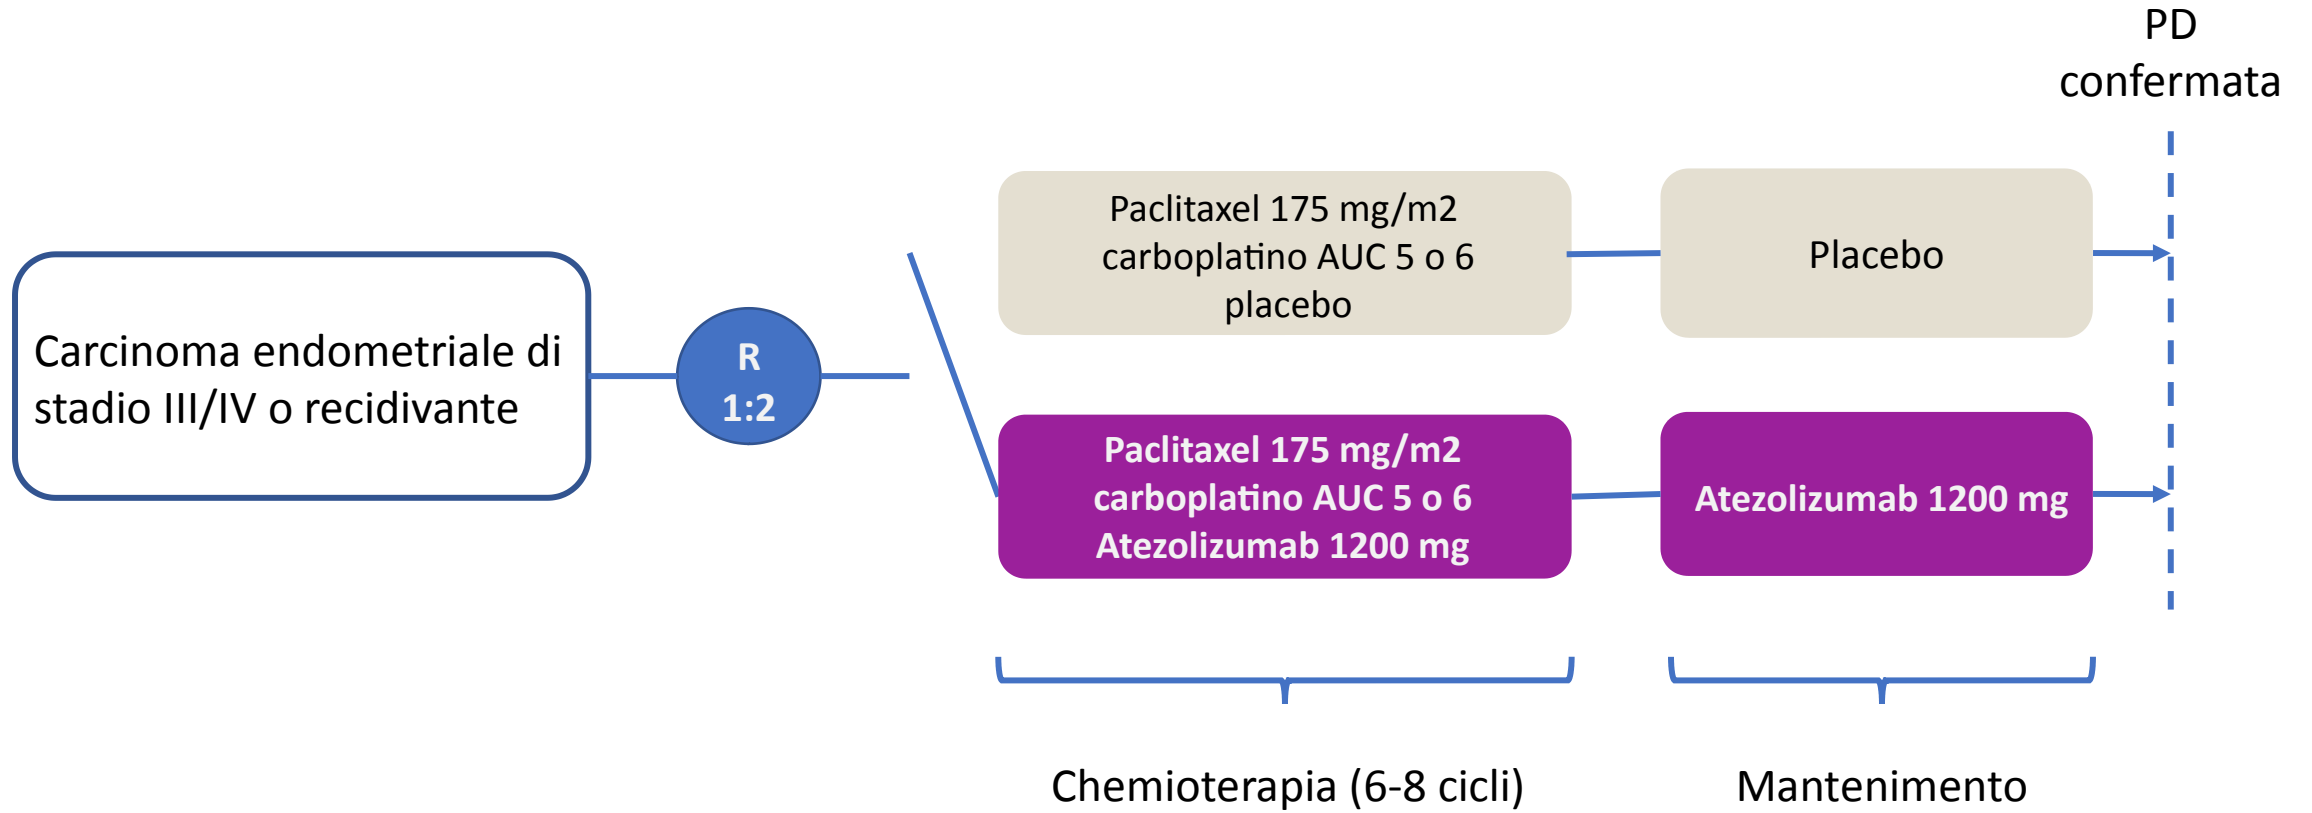 PD
confermata
Paclitaxel 175 mg/m2
carboplatino AUC 5 o 6
placebo
Placebo
Carcinoma endometriale di
stadio III/IV o recidivante
R
1:2
Paclitaxel 175 mg/m2
carboplatino AUC 5 o 6
Atezolizumab 1200 mg
Atezolizumab 1200 mg
Chemioterapia (6-8 cicli)
Mantenimento